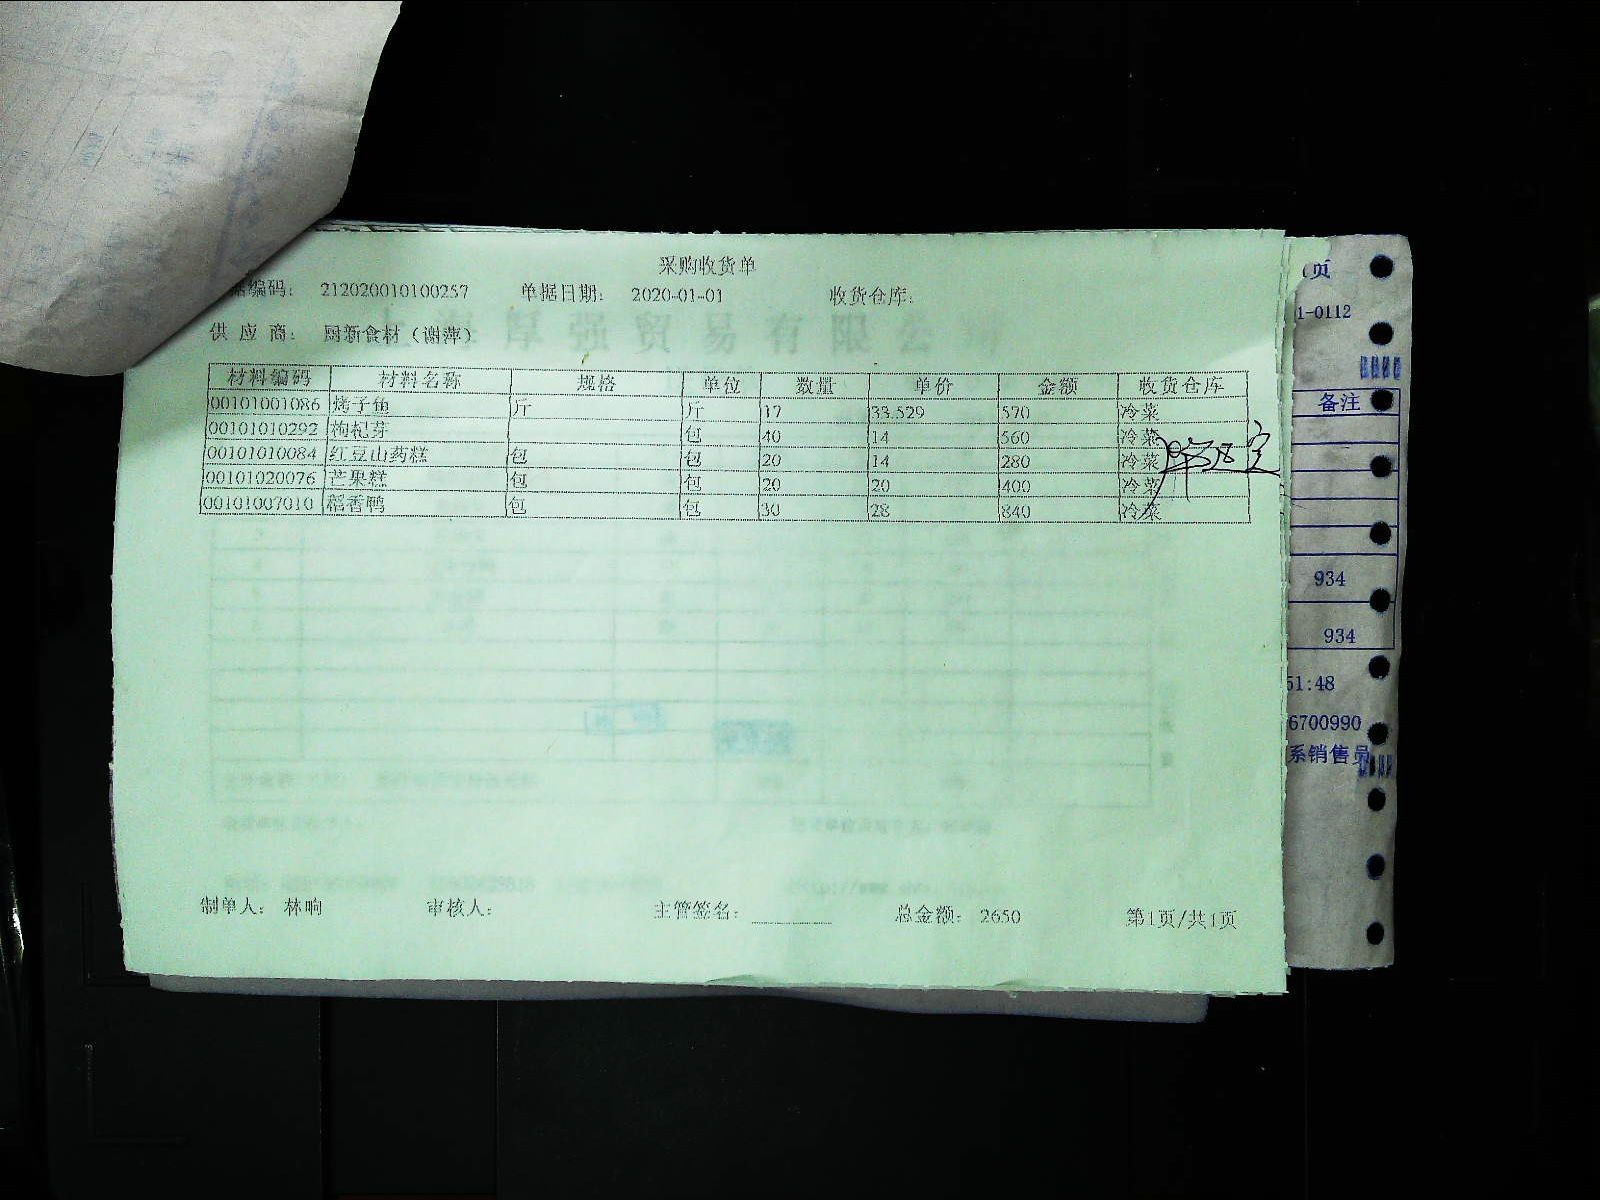 采购收货单
据编码： 212020010100257 单据日期： 2020-01-01 收货仓库：
供 应 商： 厨新食材（谢萍）
材料编码 材料名称 规格 单位 数量 单价 金额 收货仓库
00101001086 烤子鱼 斤 斤 17 33.529 570 冷菜
00101010292 枸杞芽 包 40 14 560 冷菜
00101010084 红豆山药糕 包 包 20 14 280 冷菜
00101020076 芒果糕 包 包 20 20 400 冷菜
00101007010 稻香鸭 包 包 30 28 840 冷菜
制单人： 林晌 审核人： 主管签名： 总金额： 2650 第1页/共1页
页
1-0112
备注
934
934
51:48
6700990
系销售员